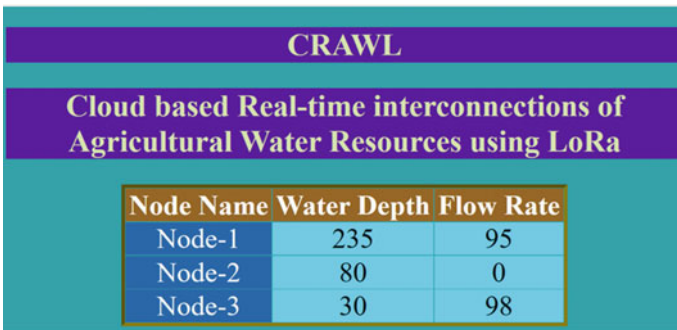 CRAWL
Cloud based Real-time interconnections of
Agricultural Water Resources using LoRa
Node Name Water Depth Flow Rate
Node-1 235 95
Node-2 80 0
Node-3 30 98